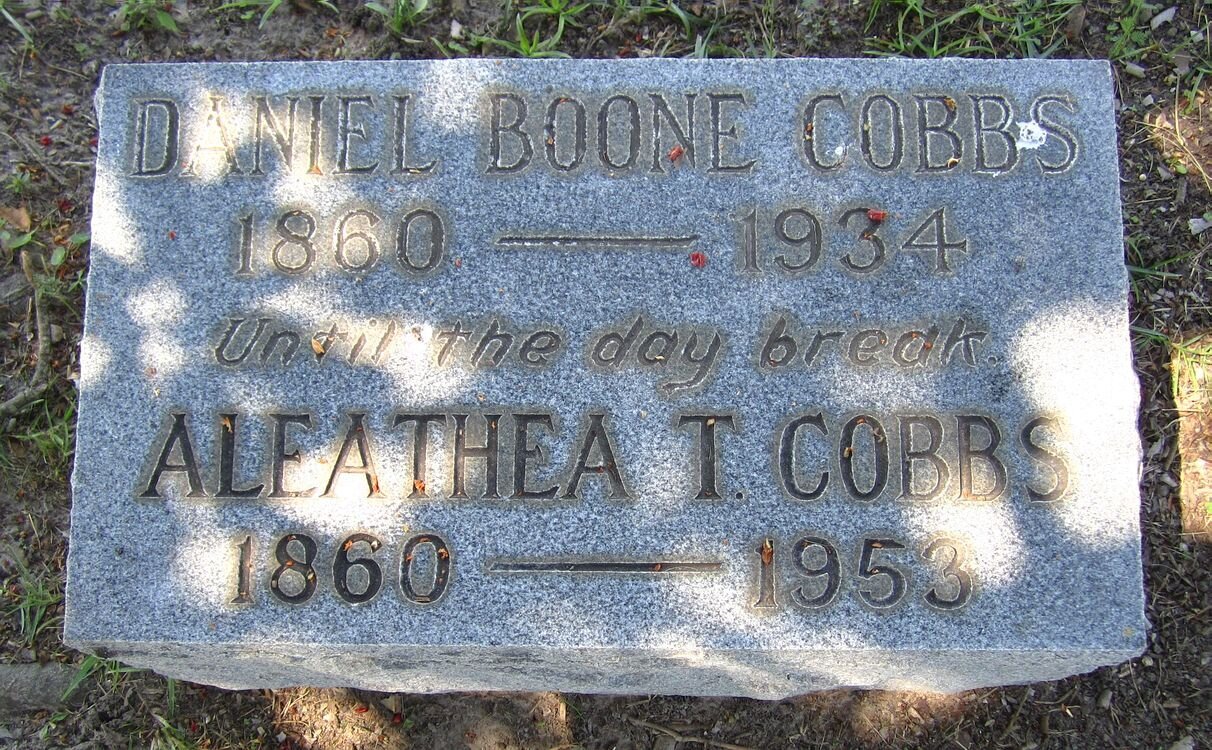 DANIEL BOONE COBBS
1860 — 1934
Until the day break.
ALEATHEA T. COBBS
1860 — 1953